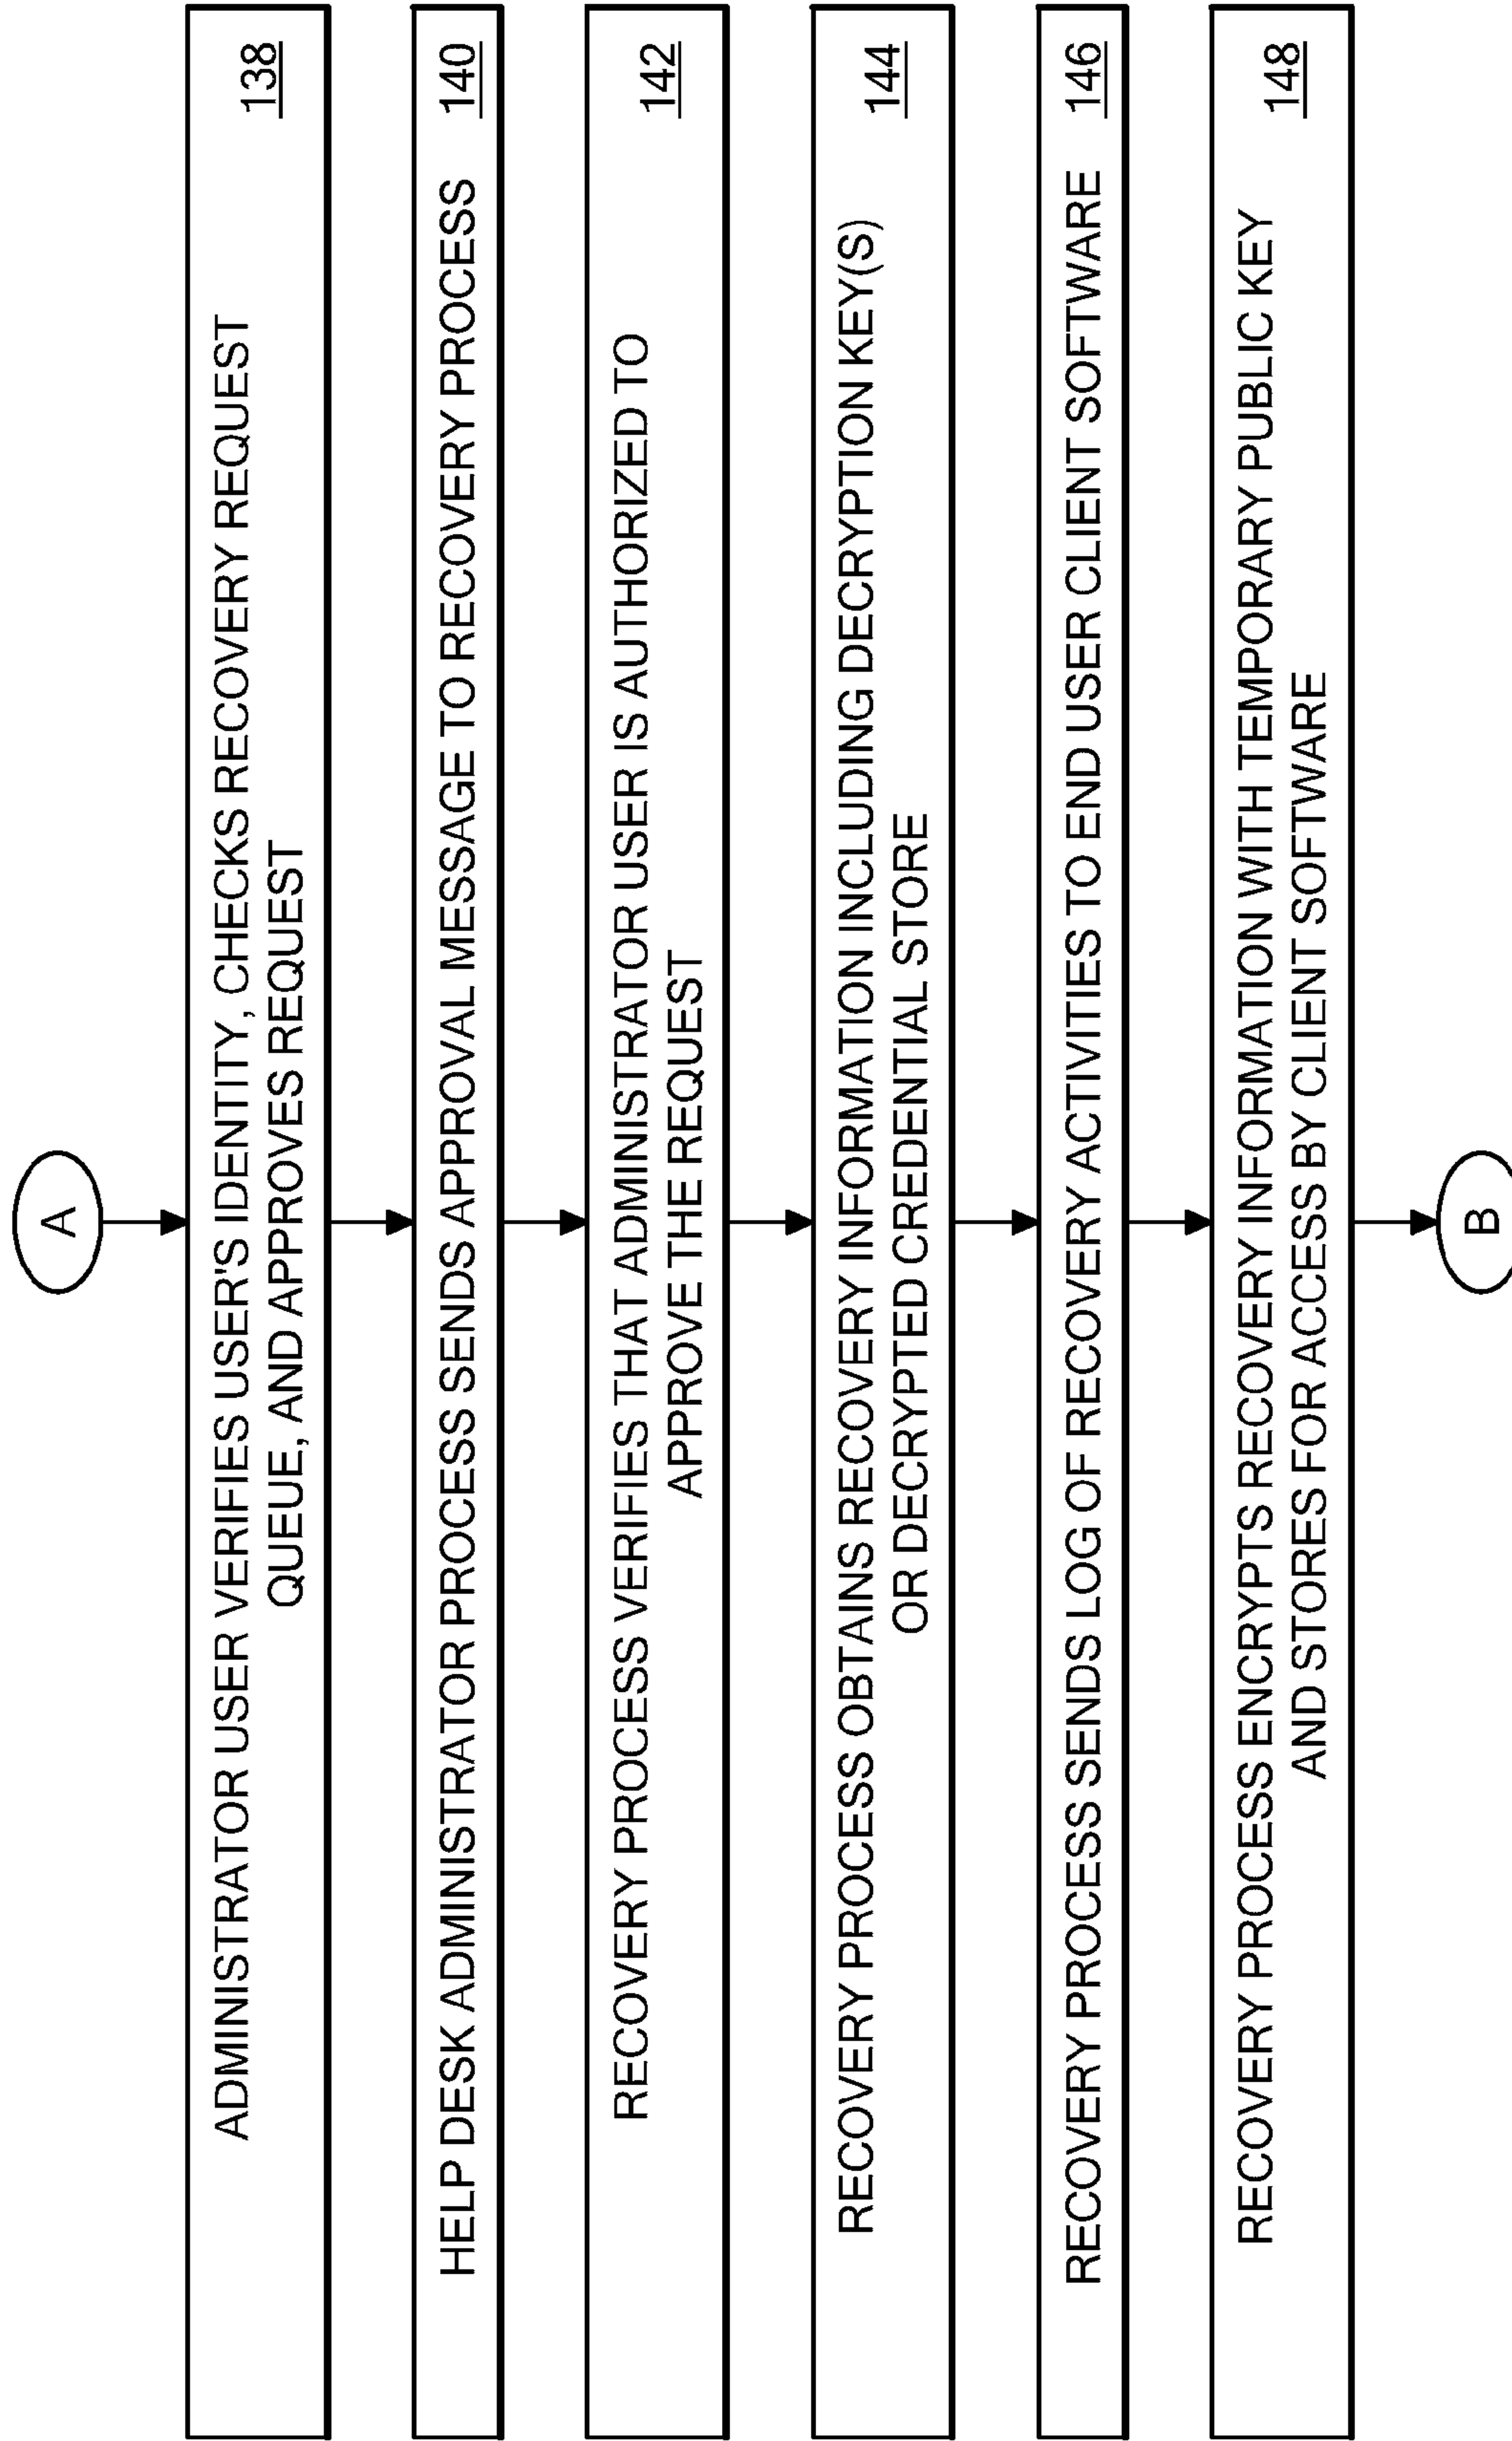 A
ADMINISTRATOR USER VERIFIES USER'S IDENTITY, CHECKS RECOVERY REQUEST
QUEUE, AND APPROVES REQUEST
138
HELP DESK ADMINISTRATOR PROCESS SENDS APPROVAL MESSAGE TO RECOVERY PROCESS
140
RECOVERY PROCESS VERIFIES THAT ADMINISTRATOR USER IS AUTHORIZED TO
APPROVE THE REQUEST
142
RECOVERY PROCESS OBTAINS RECOVERY INFORMATION INCLUDING DECRYPTION KEY(S)
OR DECRYPTED CREDENTIAL STORE
144
RECOVERY PROCESS SENDS LOG OF RECOVERY ACTIVITIES TO END USER CLIENT SOFTWARE
146
RECOVERY PROCESS ENCRYPTS RECOVERY INFORMATION WITH TEMPORARY PUBLIC KEY
AND STORES FOR ACCESS BY CLIENT SOFTWARE
148
B